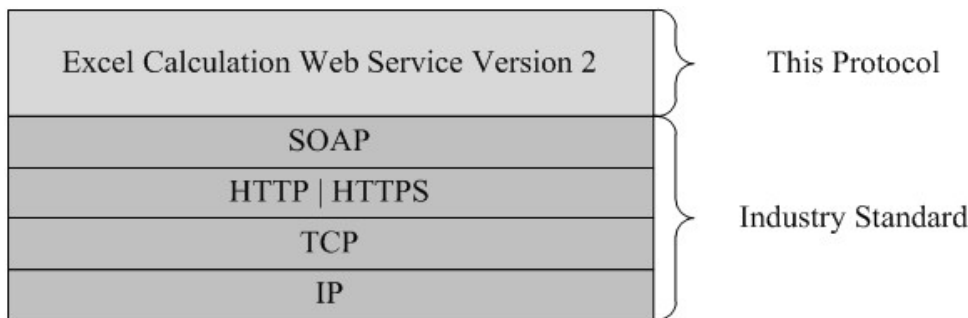 Excel Calculation Web Service Version 2
This Protocol
SOAP
HTTP | HTTPS
TCP
IP
Industry Standard